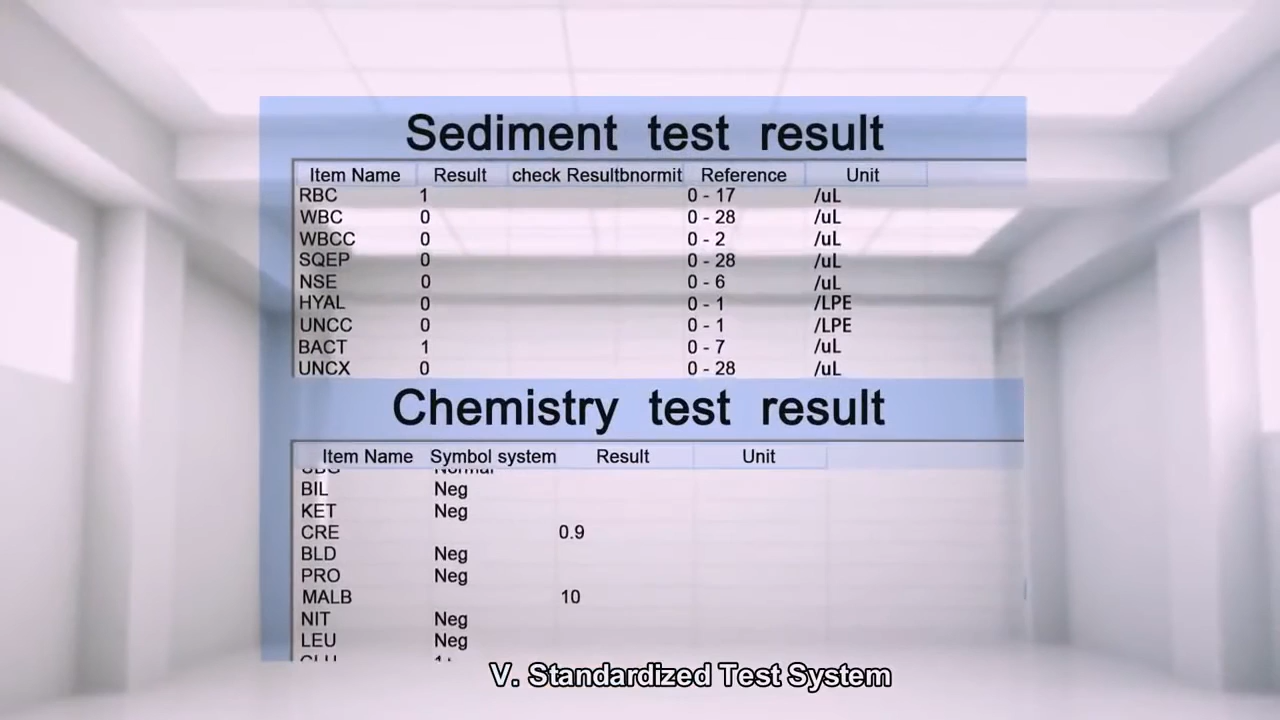 Sediment test result
Item Name Result check Resultbnormit Reference Unit
RBC 1 0 - 17 /uL
WBC 0 0 - 28 /uL
WBCC 0 0 - 2 /uL
SQEP 0 0 - 28 /uL
NSE 0 0 - 6 /uL
HYAL 0 0 - 1 /LPE
UNCC 0 0 - 1 /LPE
BACT 1 0 - 7 /uL
UNCX 0 0 - 28 /uL
Chemistry test result
Item Name Symbol system Result Unit
Normal
BIL Neg
KET Neg
CRE 0.9
BLD Neg
PRO Neg
MALB 10
NIT Neg
LEU Neg
V. Standardized Test System